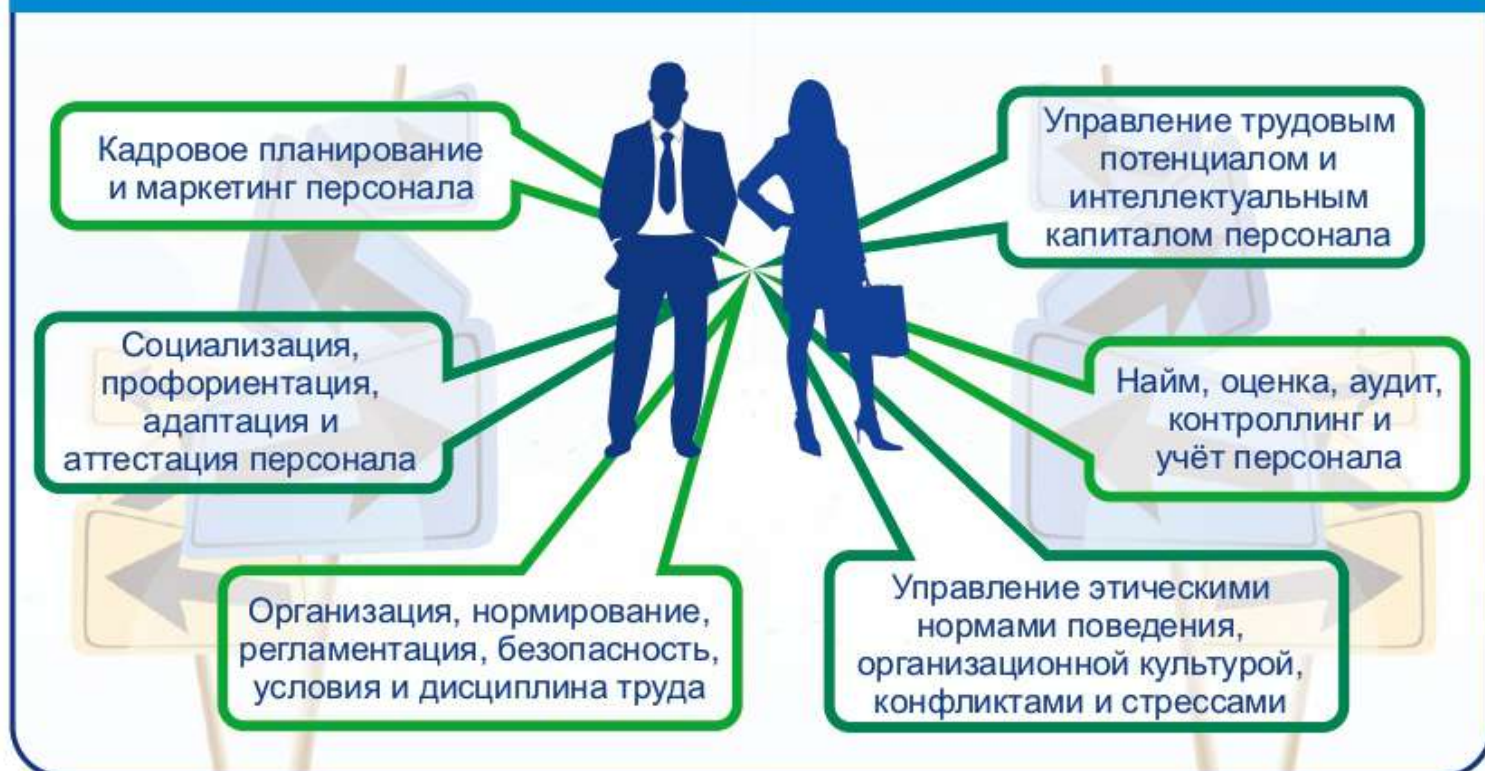 Кадровое планирование
и маркетинг персонала
Управление трудовым
потенциалом и
интеллектуальным
капиталом персонала
Социализация,
профориентация,
адаптация и
аттестация персонала
Найм, оценка, аудит,
контроллинг и
учёт персонала
Организация, нормирование,
регламентация, безопасность,
условия и дисциплина труда
Управление этическими
нормами поведения,
организационной культурой,
конфликтами и стрессами